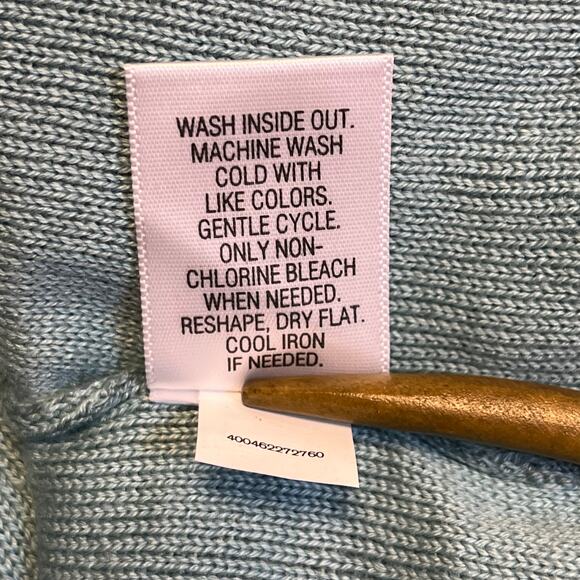 WASH INSIDE OUT.
MACHINE WASH
COLD WITH
LIKE COLORS.
GENTLE CYCLE.
ONLY NON-
CHLORINE BLEACH
WHEN NEEDED.
RESHAPE, DRY FLAT.
COOL IRON
IF NEEDED.
400462272760